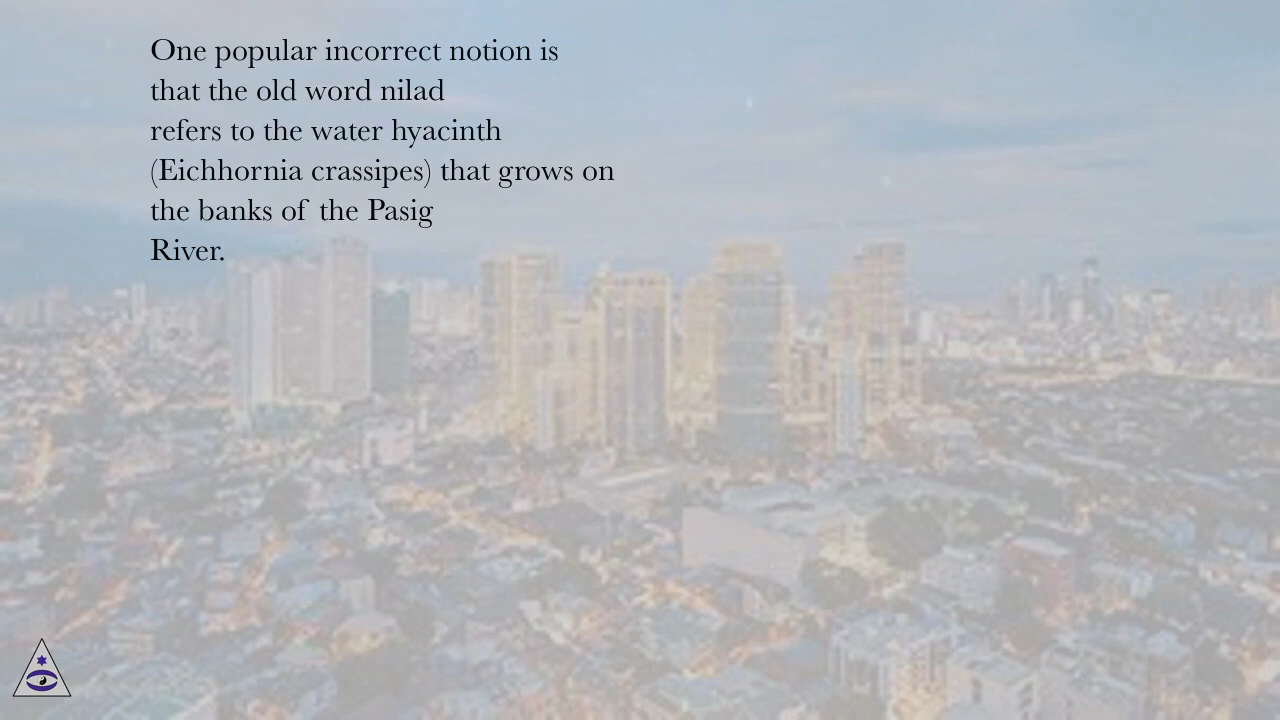 One popular incorrect notion is
that the old word nilad
refers to the water hyacinth
(Eichhornia crassipes) that grows on
the banks of the Pasig
River.